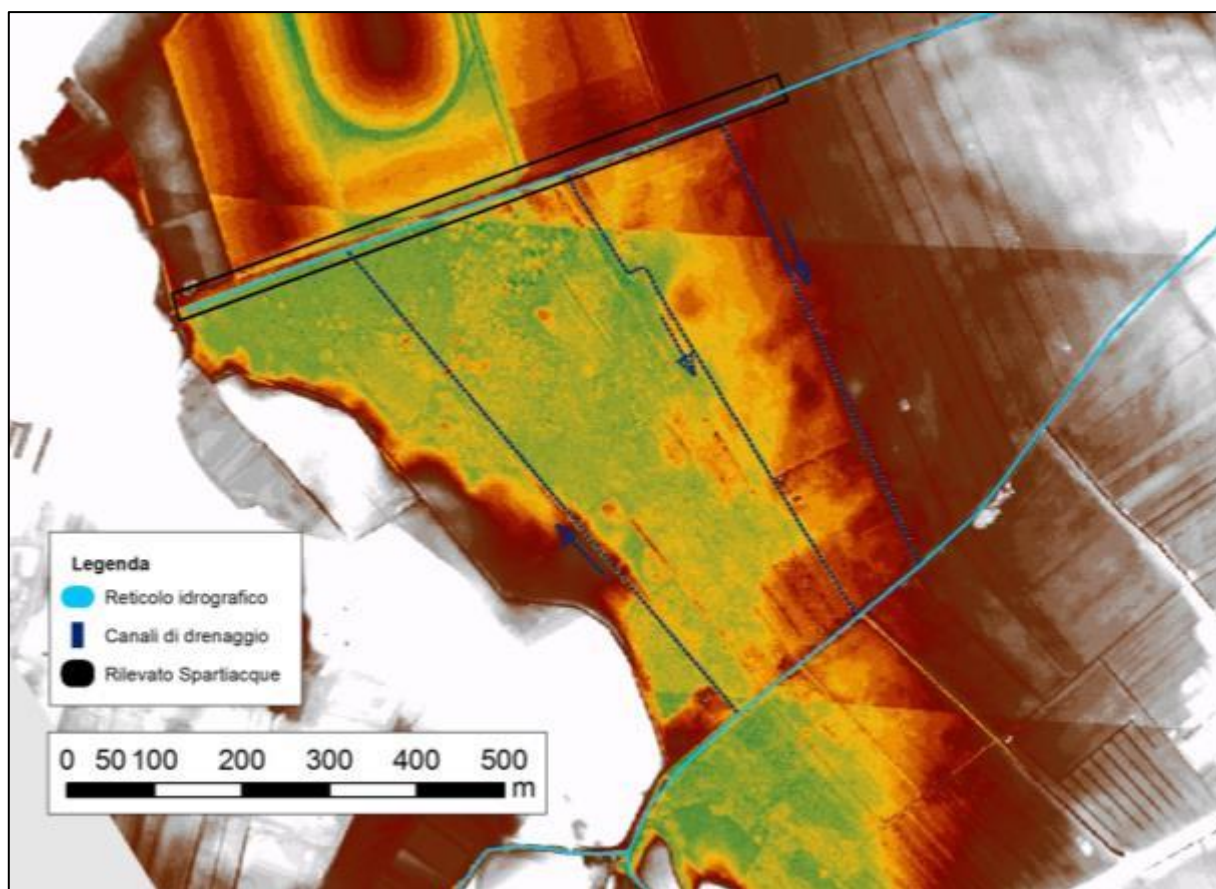 Legenda
Reticolo idrografico
Canali di drenaggio
Rilevato Spartiacque
0 50 100 200 300 400 500
m